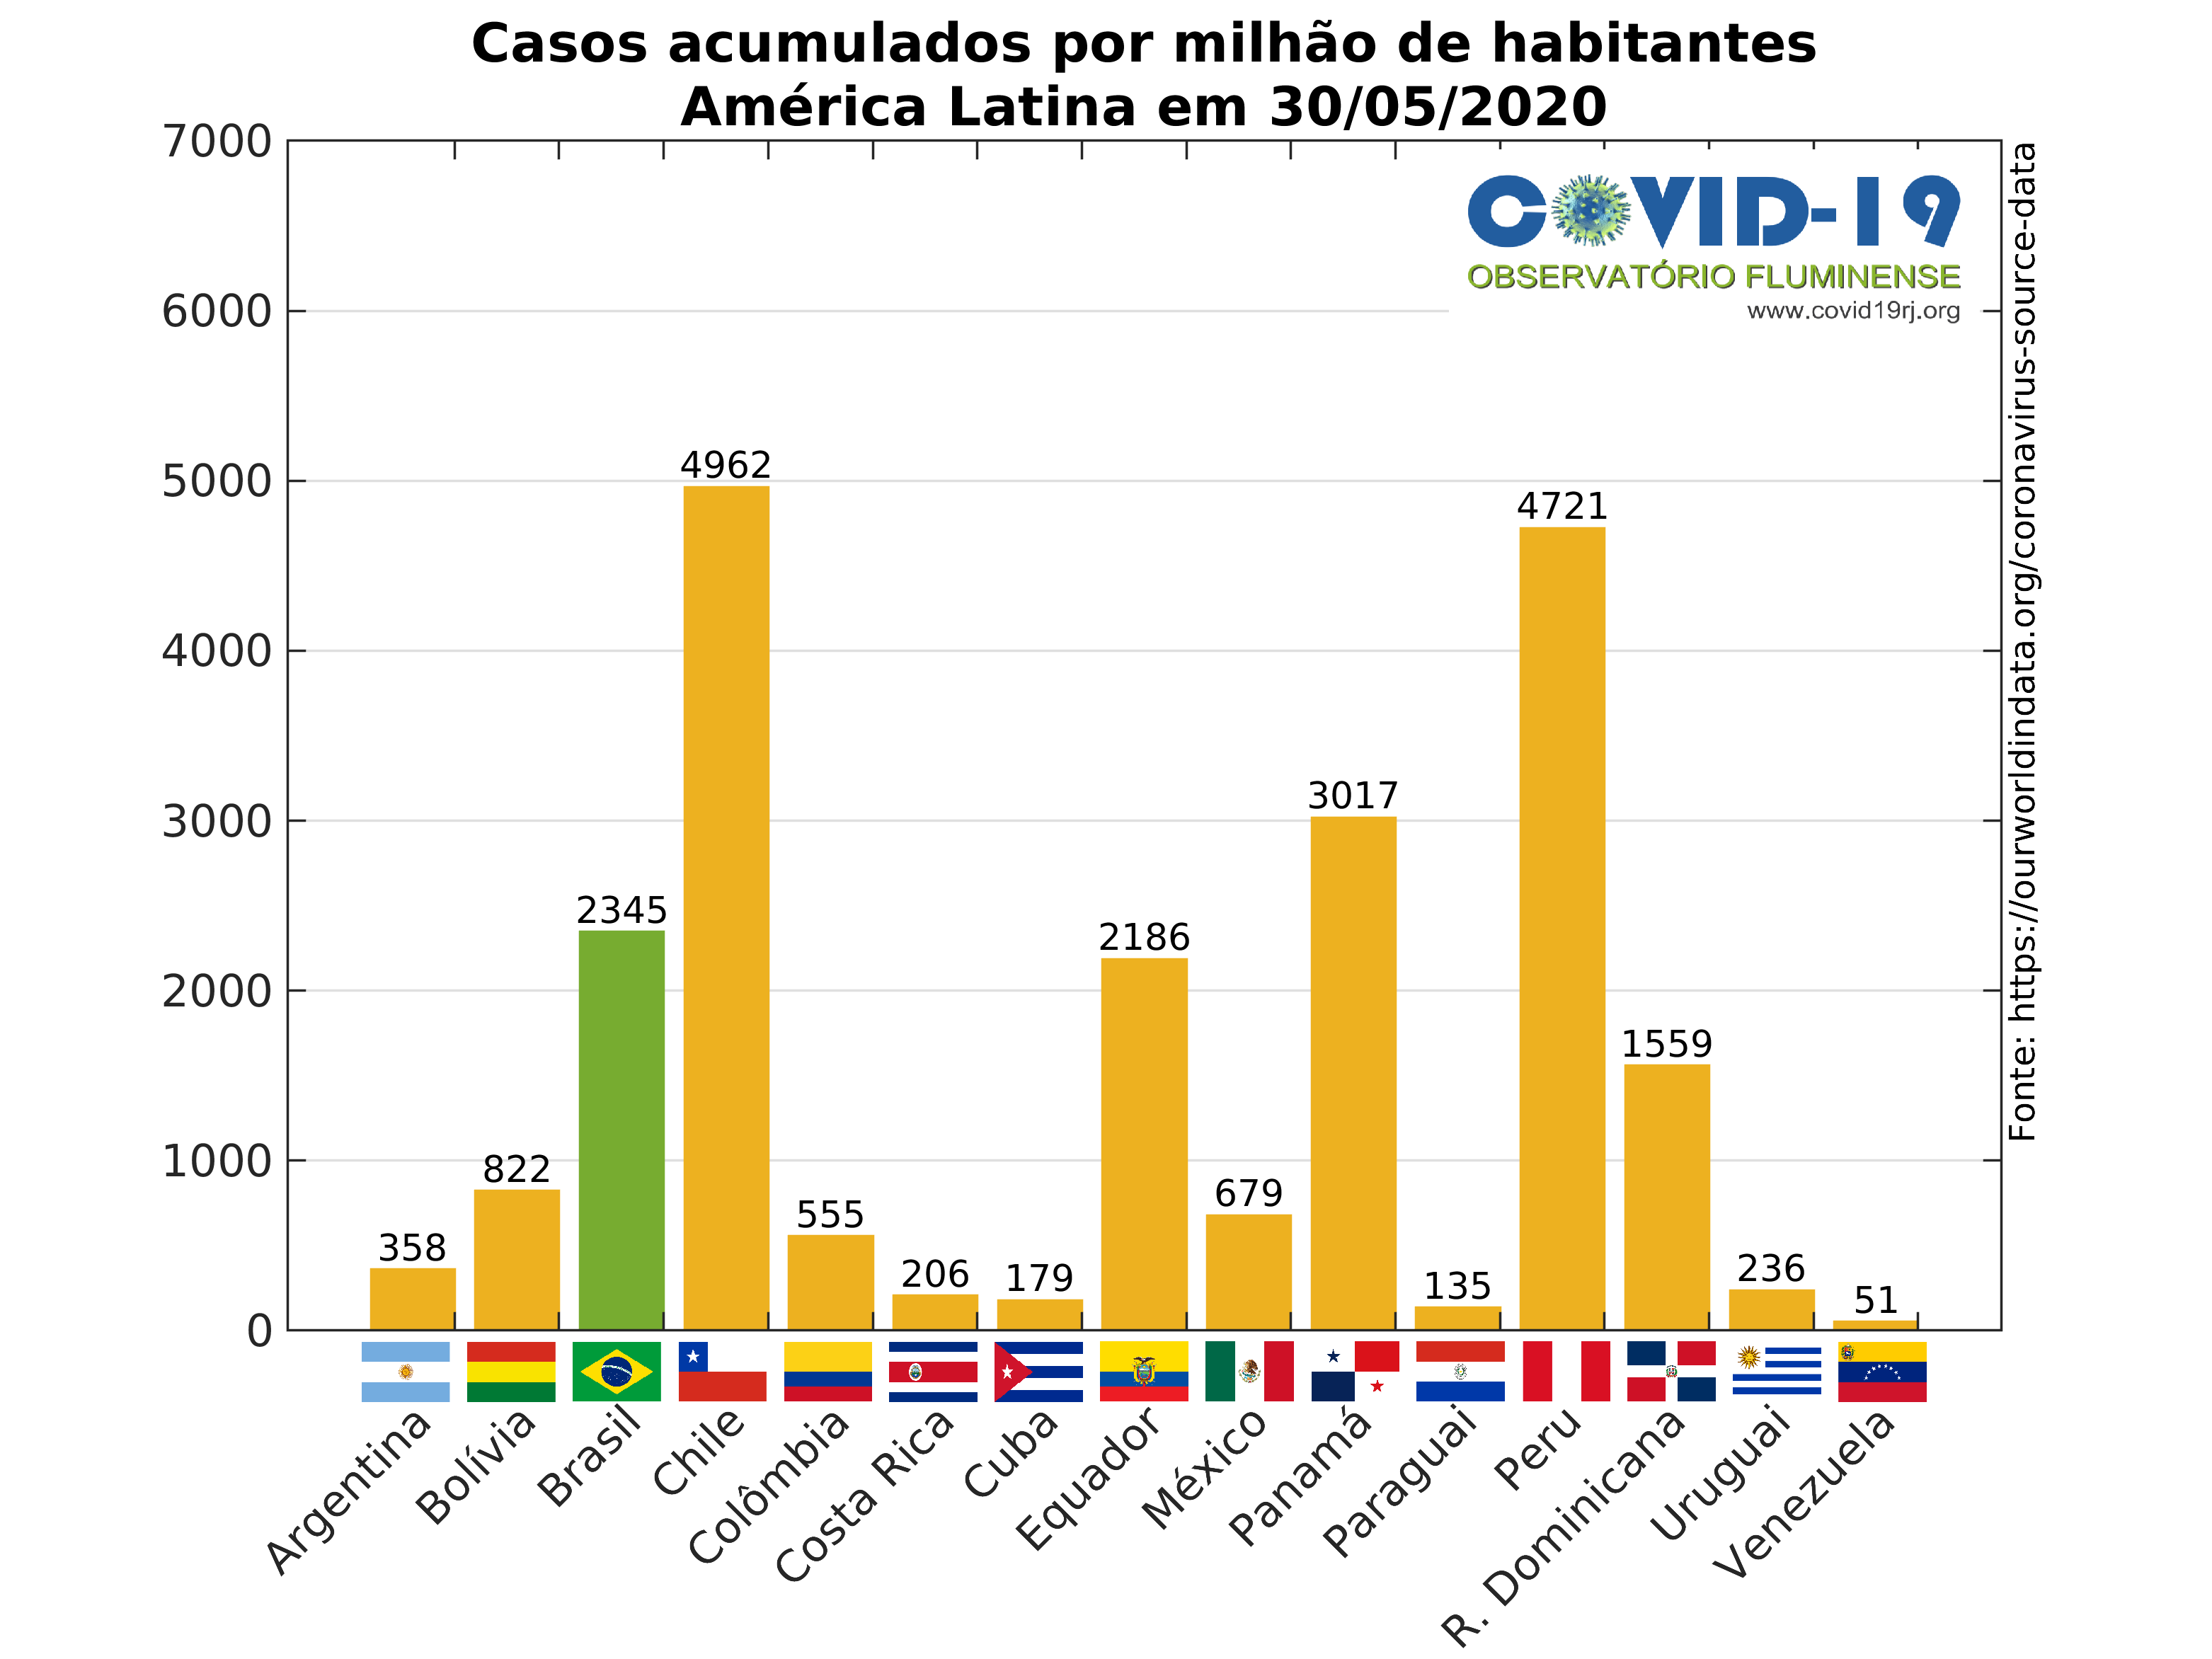 Casos acumulados por milhão de habitantes
América Latina em 30/05/2020
7000
6000
5000
4000
3000
2000
1000
0
COVID-19
OBSERVATÓRIO FLUMINENSE
www.covid19rj.org
Fonte: https://ourworldindata.org/coronavirus-source-data
358
822
2345
4962
555
206
179
2186
679
3017
135
4721
1559
236
51
Argentina
Bolívia
Brasil
Chile
Colômbia
Costa Rica
Cuba
Equador
México
Panamá
Paraguai
Peru
R. Dominicana
Uruguai
Venezuela